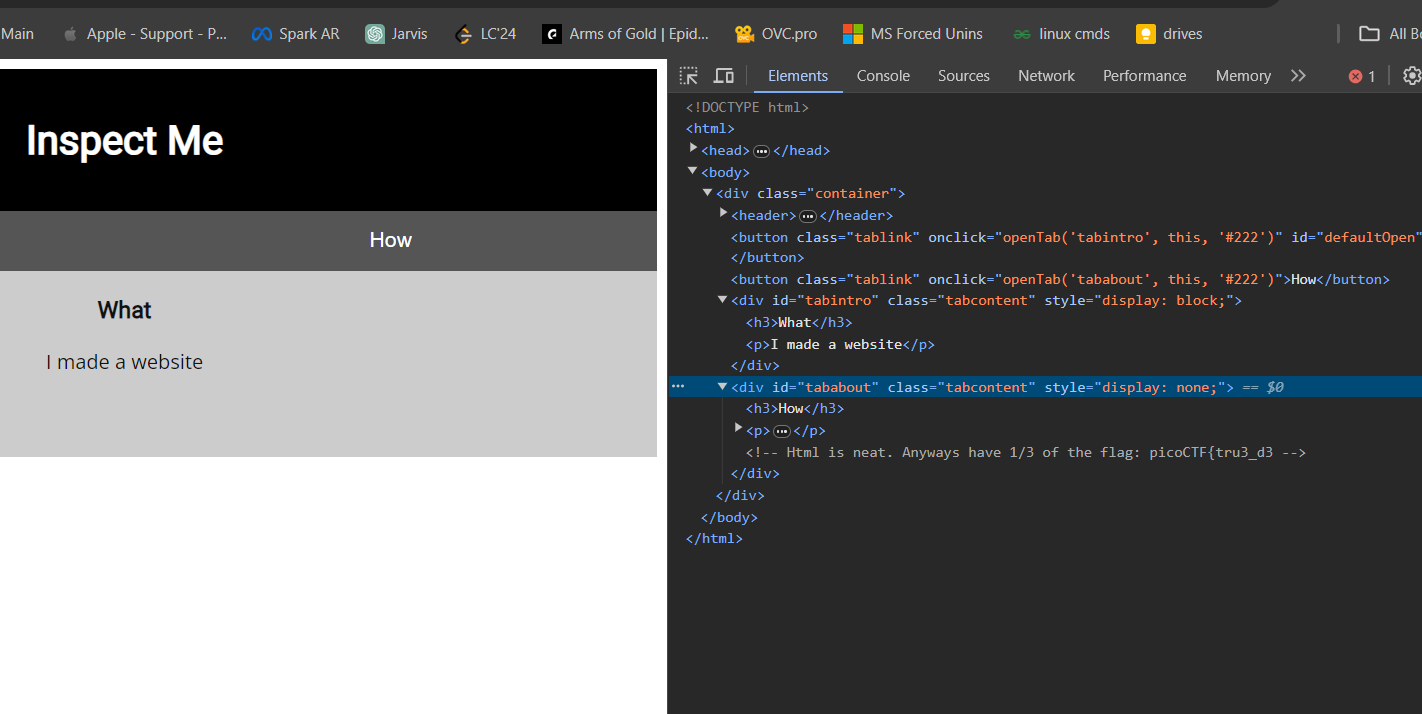 Main Apple - Support - P... Spark AR Jarvis LC'24 Arms of Gold | Epid... OVC.pro MS Forced Unins linux cmds drives All Bo
Inspect Me
How
What
I made a website
Elements Console Sources Network Performance Memory 1
<!DOCTYPE html>
<html>
<head> </head>
<body>
<div class="container">
<header> </header>
<button class="tablink" onclick="openTab('tabintro', this, '#222')" id="defaultOpen"
</button>
<button class="tablink" onclick="openTab('tababout', this, '#222')">How</button>
<div id="tabintro" class="tabcontent" style="display: block;">
<h3>What</h3>
<p>I made a website</p>
</div>
<div id="tababout" class="tabcontent" style="display: none;"> == $0
<h3>How</h3>
<p> </p>
<!-- Html is neat. Anyways have 1/3 of the flag: picoCTF{tru3_d3 -->
</div>
</div>
</body>
</html>